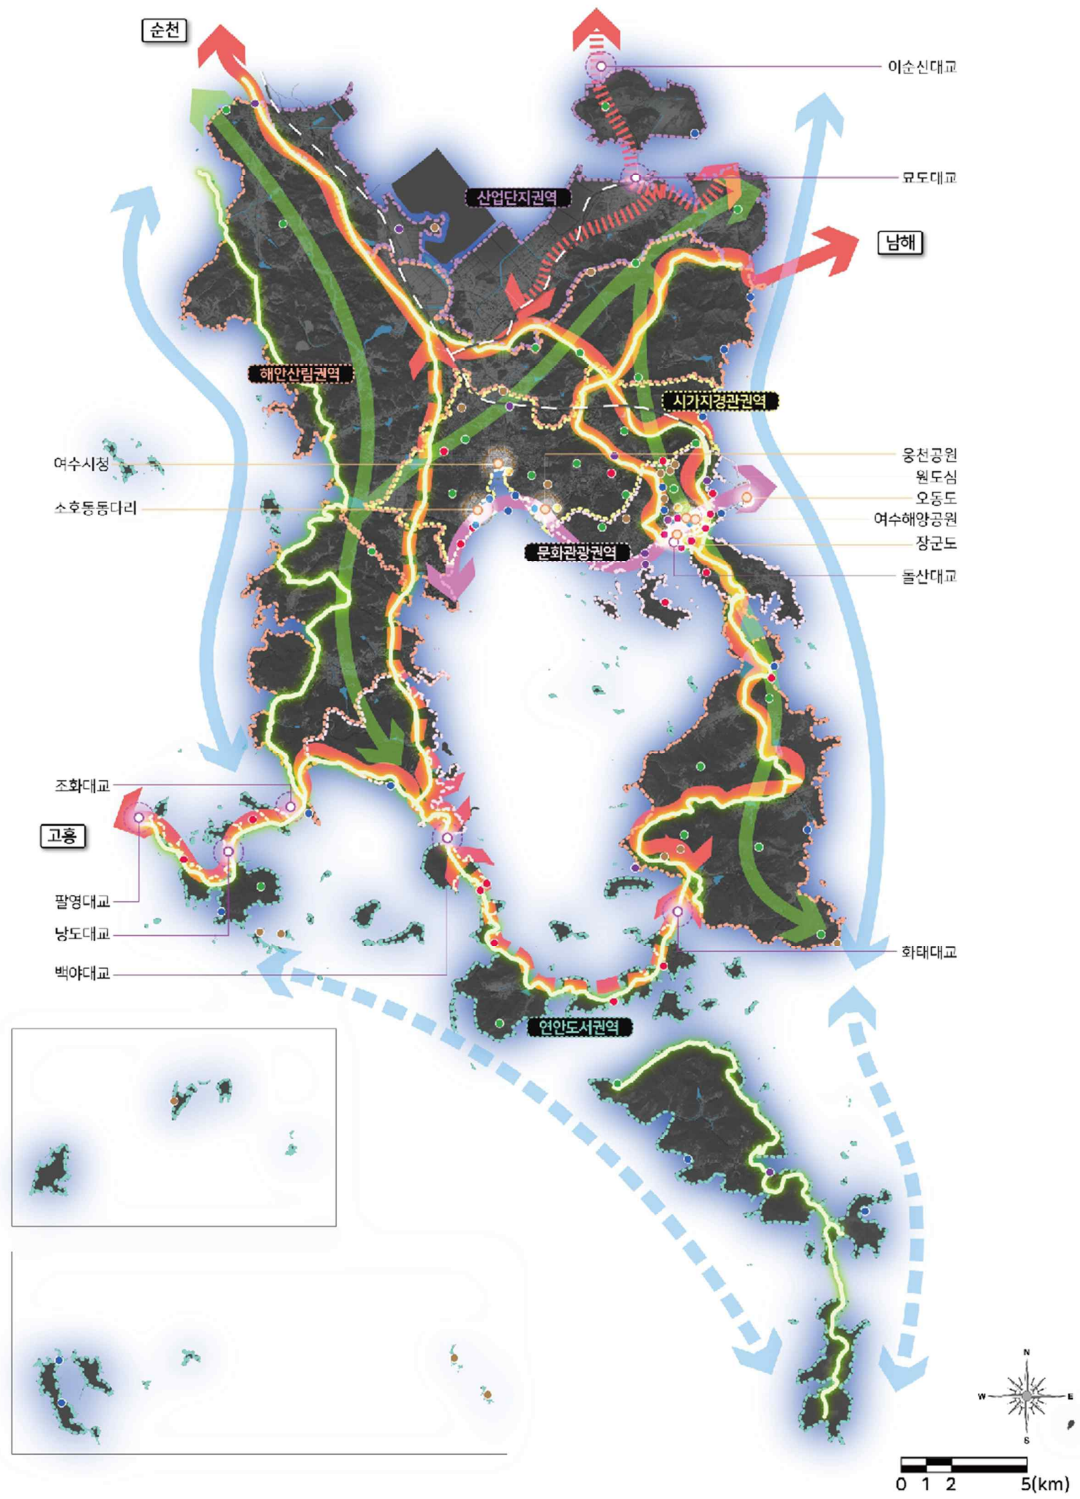 순천
이순신대교
묘도대교
산업단지권역
남해
해안산림권역
시가지경관권역
여수시청
웅천공원
원도심
오동도
소호동동다리
여수해양공원
장군도
문화관광권역
돌산대교
조화대교
고흥
팔영대교
낭도대교
화태대교
백야대교
연안도서권역
N
W
E
S
0 1 2 5(km)